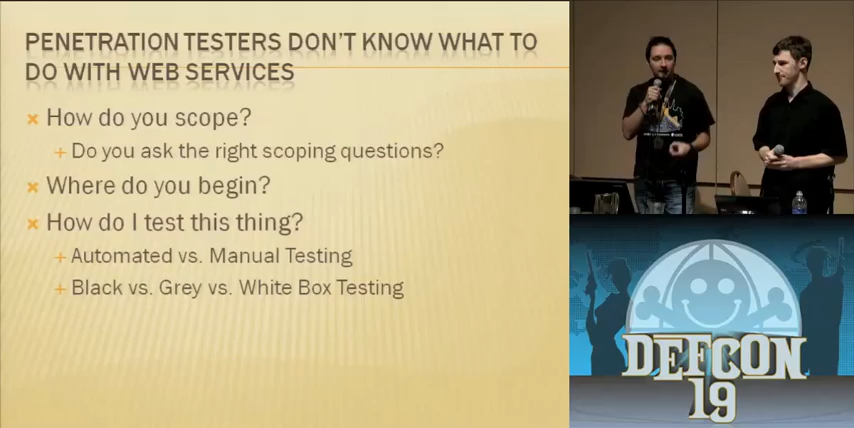 PENETRATION TESTERS DON'T KNOW WHAT TO
DO WITH WEB SERVICES
How do you scope?
Do you ask the right scoping questions?
Where do you begin?
How do I test this thing?
Automated vs. Manual Testing
Black vs. Grey vs. White Box Testing
DEFCON
19